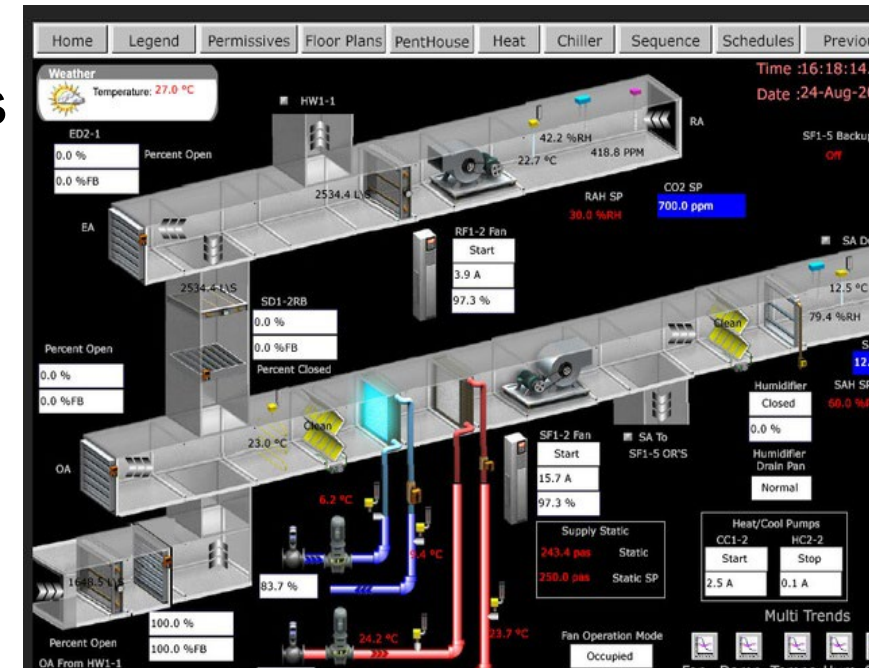 Home Legend Permissives Floor Plans PentHouse Heat Chiller Sequence Schedules
Weather
Temperature: 27.0 °C
Time :16:18:14
Date :24-Aug-20
HW1-1
ED2-1
0.0 %
Percent Open
0.0 %FB
42.2 %RH
22.7 °C
418.8 PPM
RA
SF1-5 Backup
Off
2534.4 L\S
RAH SP
30.0 %RH
CO2 SP
700.0 ppm
EA
RF1-2 Fan
Start
3.9 A
97.3 %
SA
2534.4 L\S
SD1-2RB
0.0 %
0.0 %FB
Percent Closed
12.5 °C
79.4 %RH
Clean
Percent Open
0.0 %
0.0 %FB
12.
SAH SP
60.0 %
Humidifier
Closed
0.0 %
Humidifier
Drain Pan
Normal
Clean
23.0 °C
OA
SF1-2 Fan
Start
15.7 A
97.3 %
SA To
SF1-5 OR'S
6.2 °C
9.4 °C
83.7 %
Supply Static
243.4 pas Static
250.0 pas Static SP
Heat/Cool Pumps
CC1-2 HC2-2
Start Stop
2.5 A 0.1 A
1648.5 L\S
100.0 %
100.0 %FB
Percent Open
OA From HW1-1
24.2 °C
23.7 °C
Fan Operation Mode
Occupied
Multi Trends